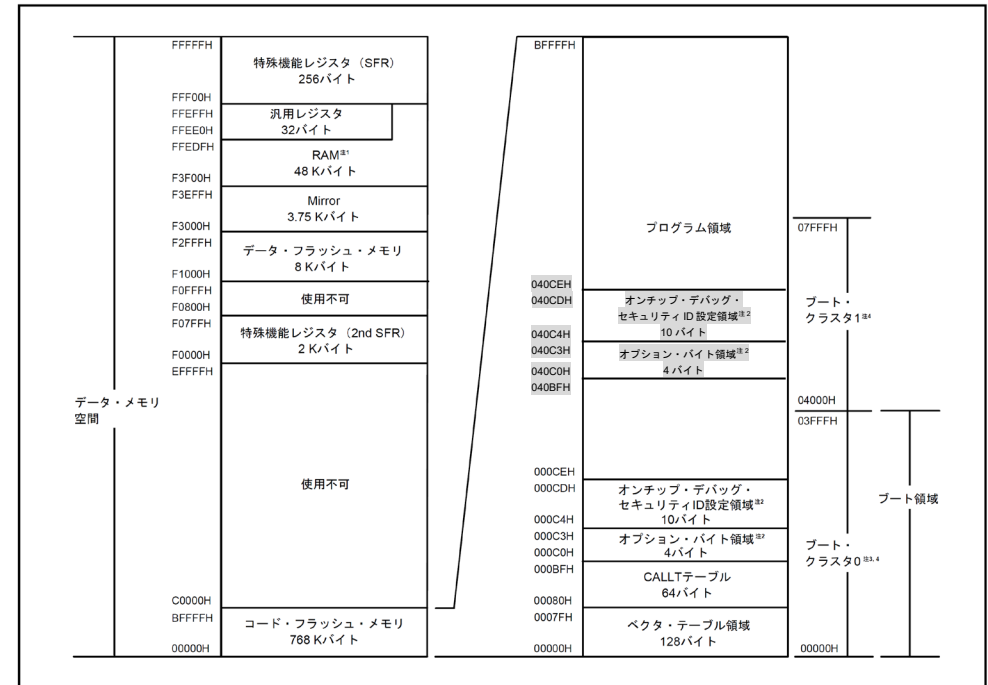 FFFFFH
特殊機能レジスタ（SFR）
256バイト
FFF00H
FFEFFH
汎用レジスタ
32バイト
FFEE0H
FFEDFH
RAM注1
48 Kバイト
F3F00H
F3EFFH
Mirror
3.75 Kバイト
F3000H
F2FFFH
データ・フラッシュ・メモリ
8 Kバイト
F1000H
F0FFFH
使用不可
F0800H
F07FFH
特殊機能レジスタ（2nd SFR）
2 Kバイト
F0000H
EFFFFH
データ・メモリ
空間
使用不可
C0000H
BFFFFH
コード・フラッシュ・メモリ
768 Kバイト
00000H
BFFFFH
プログラム領域
040CEH
040CDH
オンチップ・デバッグ・
セキュリティID 設定領域注2
10 バイト
040C4H
040C3H
オプション・バイト領域注2
4 バイト
040C0H
040BFH
000CEH
000CDH
オンチップ・デバッグ・
セキュリティID設定領域注2
10バイト
000C4H
000C3H
オプション・バイト領域注2
4バイト
000C0H
000BFH
CALLTテーブル
64バイト
00080H
0007FH
ベクタ・テーブル領域
128バイト
00000H
07FFFH
ブート・
クラスタ1注4
04000H
03FFFH
ブート・
クラスタ0注3, 4
00000H
ブート領域